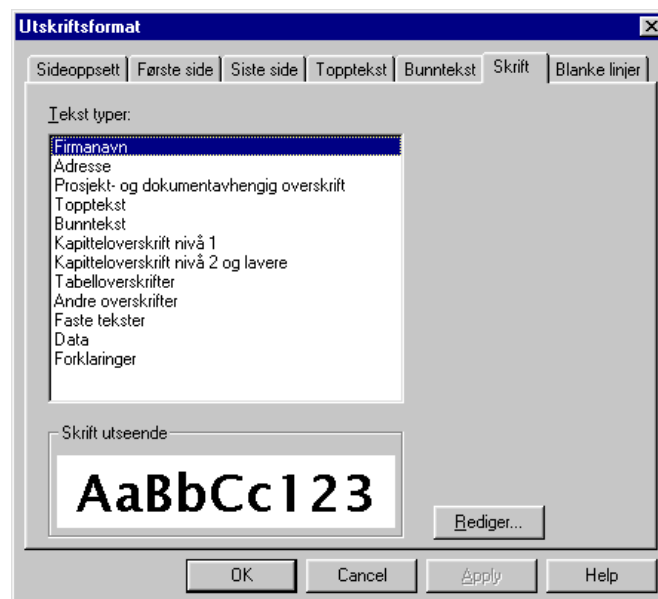 Utskriftsformat
Sideoppsett Første side Siste side Topptekst Bunntekst Skrift Blanke linjer
Tekst typer:
Firmanavn
Adresse
Prosjekt- og dokumentavhengig overskrift
Topptekst
Bunntekst
Kapitteloverskrift nivå 1
Kapitteloverskrift nivå 2 og lavere
Tabelloverskrifter
Andre overskrifter
Faste tekster
Data
Forklaringer
Skrift utseende
AaBbCc123
Rediger...
OK Cancel Apply Help